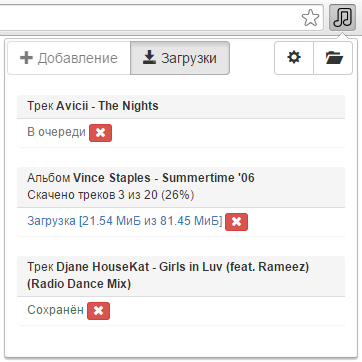 Добавление
Загрузки
Трек Avicii - The Nights
В очереди
Альбом Vince Staples - Summertime '06
Скачено треков 3 из 20 (26%)
Загрузка [21.54 МиБ из 81.45 МиБ]
Трек Djane HouseKat - Girls in Luv (feat. Rameez)
(Radio Dance Mix)
Сохранён